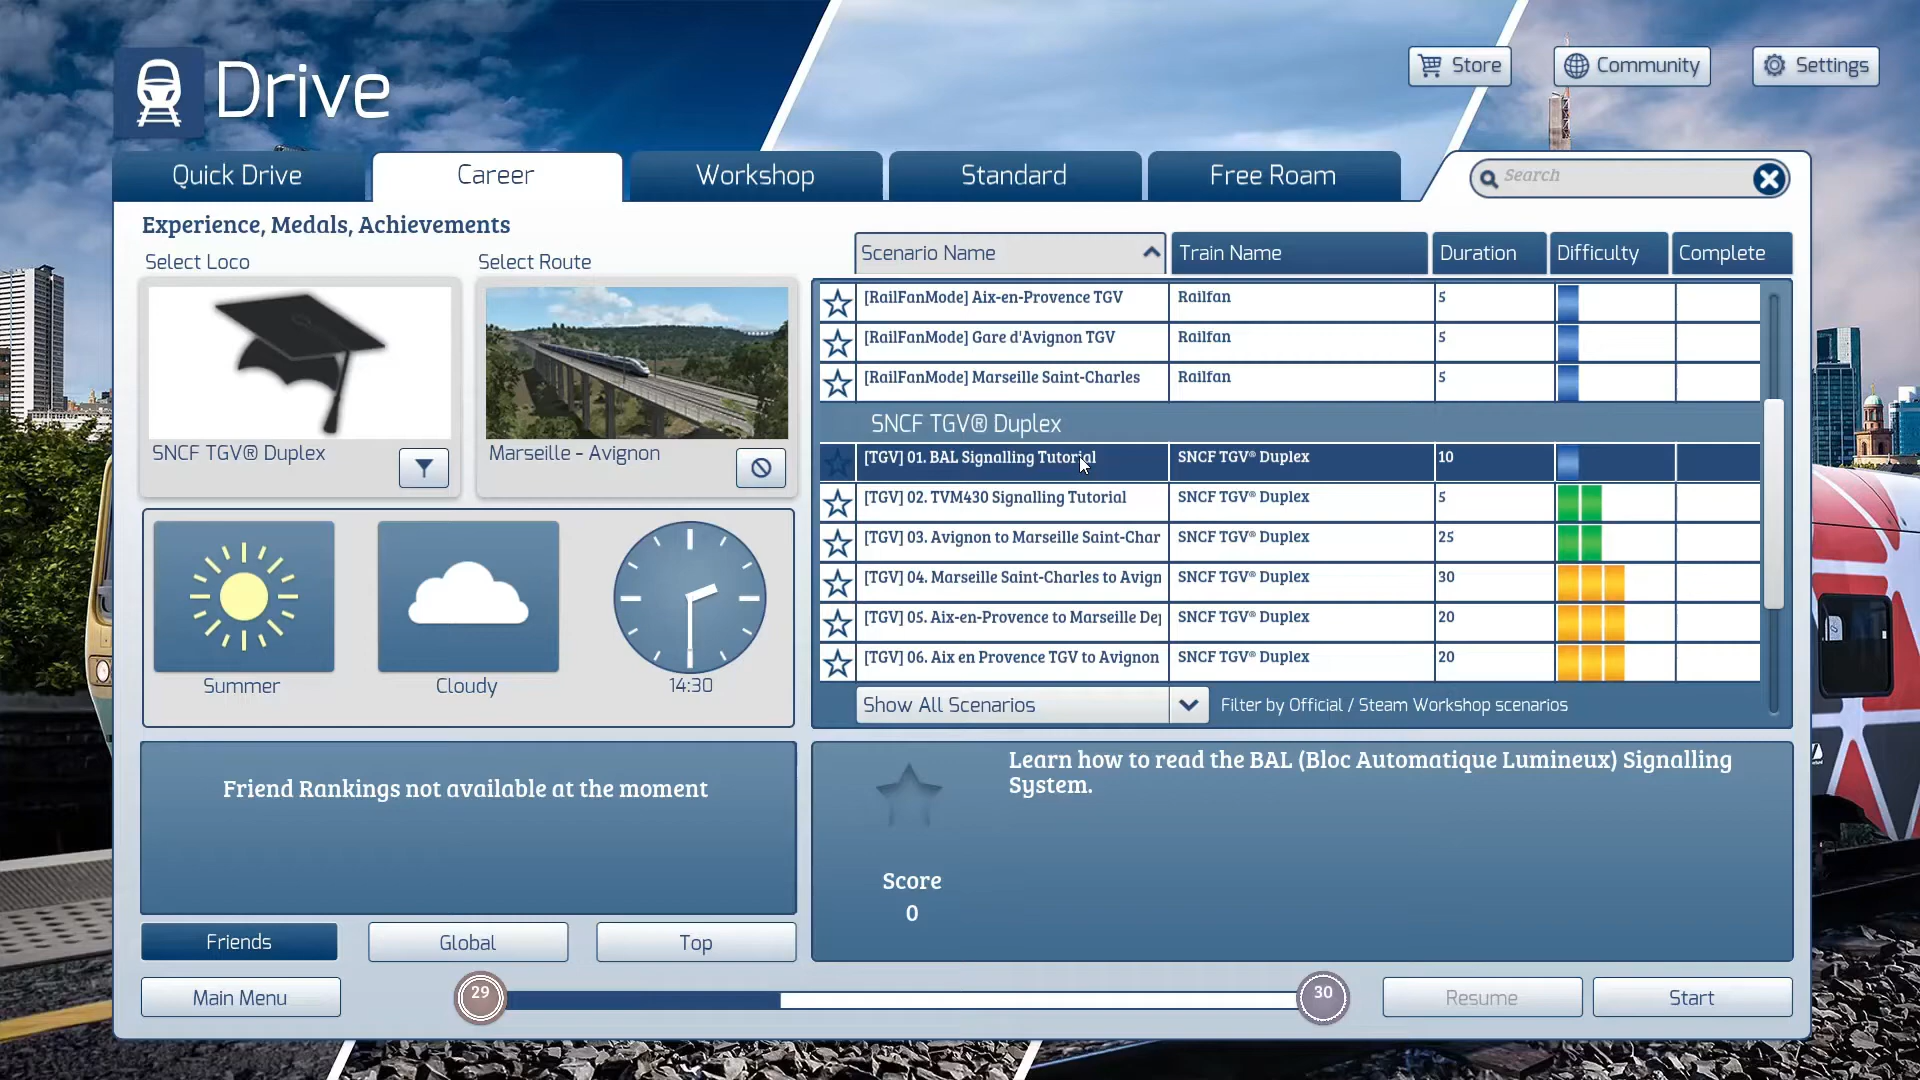 Drive
Store
Community
Settings
Quick Drive
Career
Workshop
Standard
Free Roam
Search
Experience, Medals, Achievements
Select Loco
Select Route
SNCF TGV® Duplex
Marseille - Avignon
Summer
Cloudy
14:30
Scenario Name
Train Name
Duration
Difficulty
Complete
[RailFanMode] Aix-en-Provence TGV
Railfan
5
[RailFanMode] Gare d'Avignon TGV
Railfan
5
[RailFanMode] Marseille Saint-Charles
Railfan
5
SNCF TGV® Duplex
[TGV] 01. BAL Signalling Tutorial
SNCF TGV® Duplex
10
[TGV] 02. TVM430 Signalling Tutorial
SNCF TGV® Duplex
5
[TGV] 03. Avignon to Marseille Saint-Char
SNCF TGV® Duplex
25
[TGV] 04. Marseille Saint-Charles to Avign
SNCF TGV® Duplex
30
[TGV] 05. Aix-en-Provence to Marseille Dep
SNCF TGV® Duplex
20
[TGV] 06. Aix en Provence TGV to Avignon
SNCF TGV® Duplex
20
Show All Scenarios
Filter by Official / Steam Workshop scenarios
Friend Rankings not available at the moment
Learn how to read the BAL (Bloc Automatique Lumineux) Signalling
System.
Score
0
Friends
Global
Top
Main Menu
29
30
Resume
Start